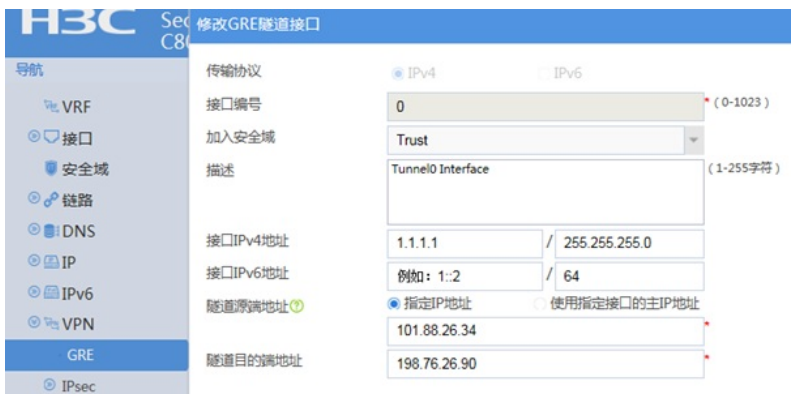 H3C
Sec
C80
导航
VRF
接口
安全域
链路
DNS
IP
IPv6
VPN
GRE
IPsec
修改GRE隧道接口
传输协议 IPv4 IPv6
接口编号 0 * (0-1023)
加入安全域 Trust
描述 Tunnel0 Interface (1-255字符)
接口IPv4地址 1.1.1.1 / 255.255.255.0
接口IPv6地址 例如：1::2 / 64
隧道源端地址 指定IP地址 使用指定接口的主IP地址
101.88.26.34 *
隧道目的端地址 198.76.26.90 *